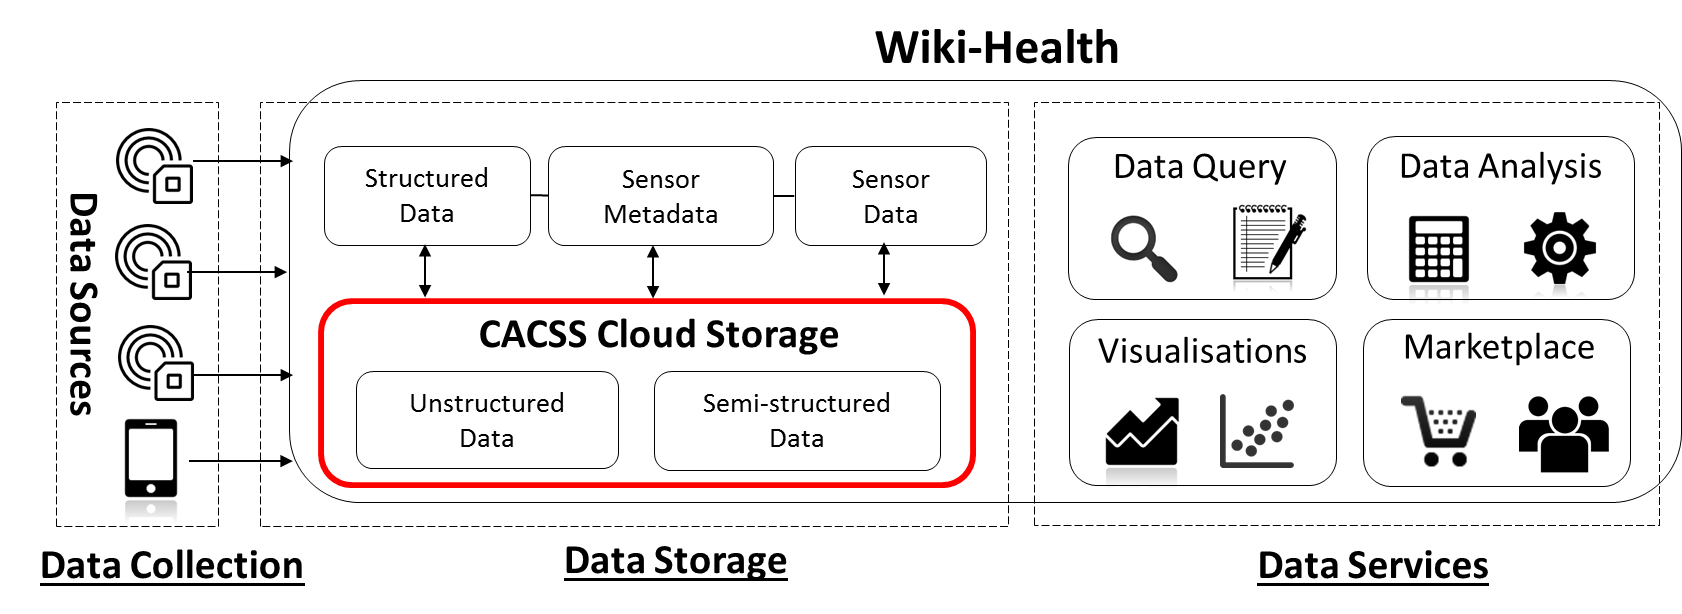 Wiki-Health
Data Sources
Structured
Data
Sensor
Metadata
Sensor
Data
CACSS Cloud Storage
Unstructured
Data
Semi-structured
Data
Data Query
Data Analysis
Visualisations
Marketplace
Data Collection
Data Storage
Data Services